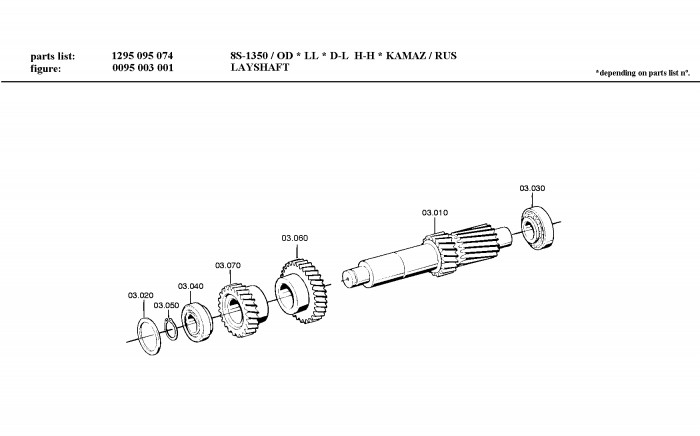 parts list: 1295 095 074 8S-1350 / OD * LL * D-L H-H * KAMAZ / RUS
figure: 0095 003 001 LAYSHAFT
*depending on parts list nº.
03.030
03.010
03.060
03.070
03.040
03.020
03.050